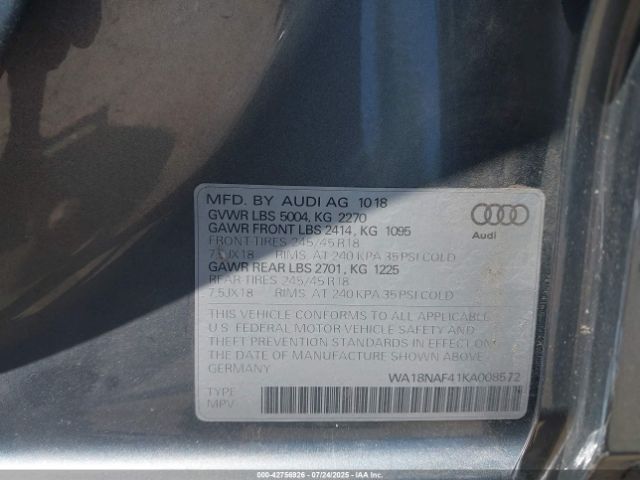 MFD. BY AUDI AG 10 18
GVWR LBS 5004, KG 2270
GAWR FRONT LBS 2414, KG 1095
FRONT TIRES 245/45 R18
7,5JX18 RIMS, AT 240 KPA 35 PSI COLD
GAWR REAR LBS 2701, KG 1225
REAR TIRES 245/45 R18
7,5JX18 RIMS, AT 240 KPA 35 PSI COLD
Audi
THIS VEHICLE CONFORMS TO ALL APPLICABLE
U.S. FEDERAL MOTOR VEHICLE SAFETY AND
THEFT PREVENTION STANDARDS IN EFFECT ON
THE DATE OF MANUFACTURE SHOWN ABOVE.
GERMANY
WA18NAF41KA008572
TYPE
MPV
000-42756926 - 07/24/2025 - IAAI.COM